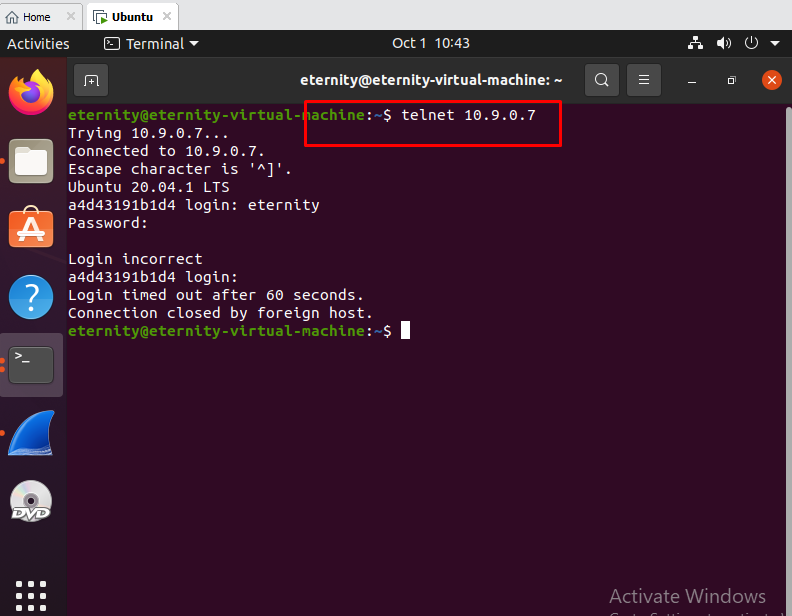 Home
Ubuntu
Activities
Terminal
Oct 1 10:43
eternity@eternity-virtual-machine: ~
eternity@eternity-virtual-machine:~$ telnet 10.9.0.7
Trying 10.9.0.7...
Connected to 10.9.0.7.
Escape character is '^]'.
Ubuntu 20.04.1 LTS
a4d43191b1d4 login: eternity
Password:
Login incorrect
a4d43191b1d4 login:
Login timed out after 60 seconds.
Connection closed by foreign host.
eternity@eternity-virtual-machine:~$
>_
DVD
Activate Windows